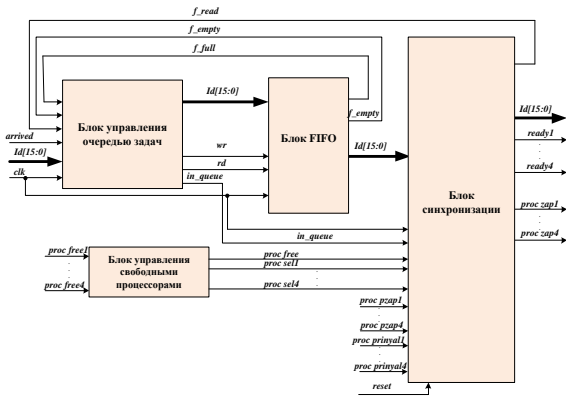 f_read
f_empty
f_full
Id[15:0]
f_empty
Блок управления
очередью задач
Блок FIFO
arrived
Id[15:0]
clk
wr
rd
in_queue
Id[15:0]
Id[15:0]
ready1
ready4
proc zap1
proc zap4
Блок
синхронизации
in_queue
Блок управления
свободными
процессорами
proc free1
proc free4
proc free
proc sel1
proc sel4
proc pzap1
proc pzap4
proc prinyal1
proc prinyal4
reset